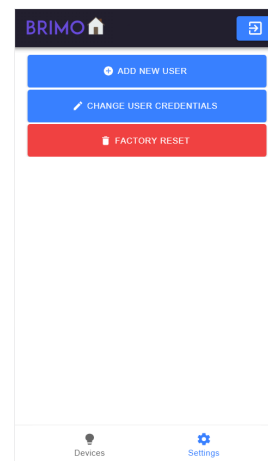 BRIMO
ADD NEW USER
CHANGE USER CREDENTIALS
FACTORY RESET
Devices
Settings